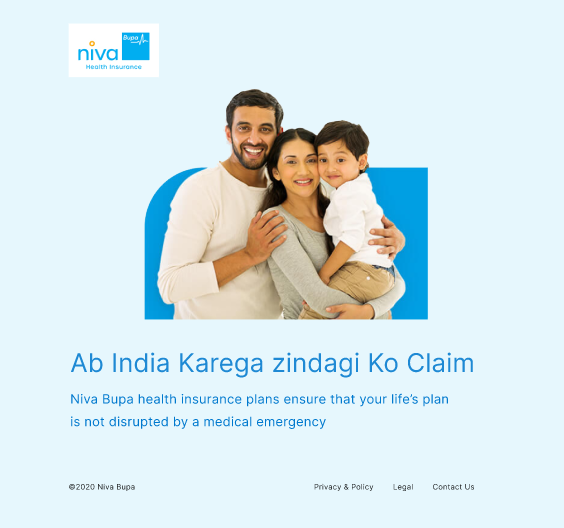 niva Bupa
Health Insurance
Ab India Karega zindagi Ko Claim
Niva Bupa health insurance plans ensure that your life’s plan
is not disrupted by a medical emergency
©2020 Niva Bupa Privacy & Policy Legal Contact Us